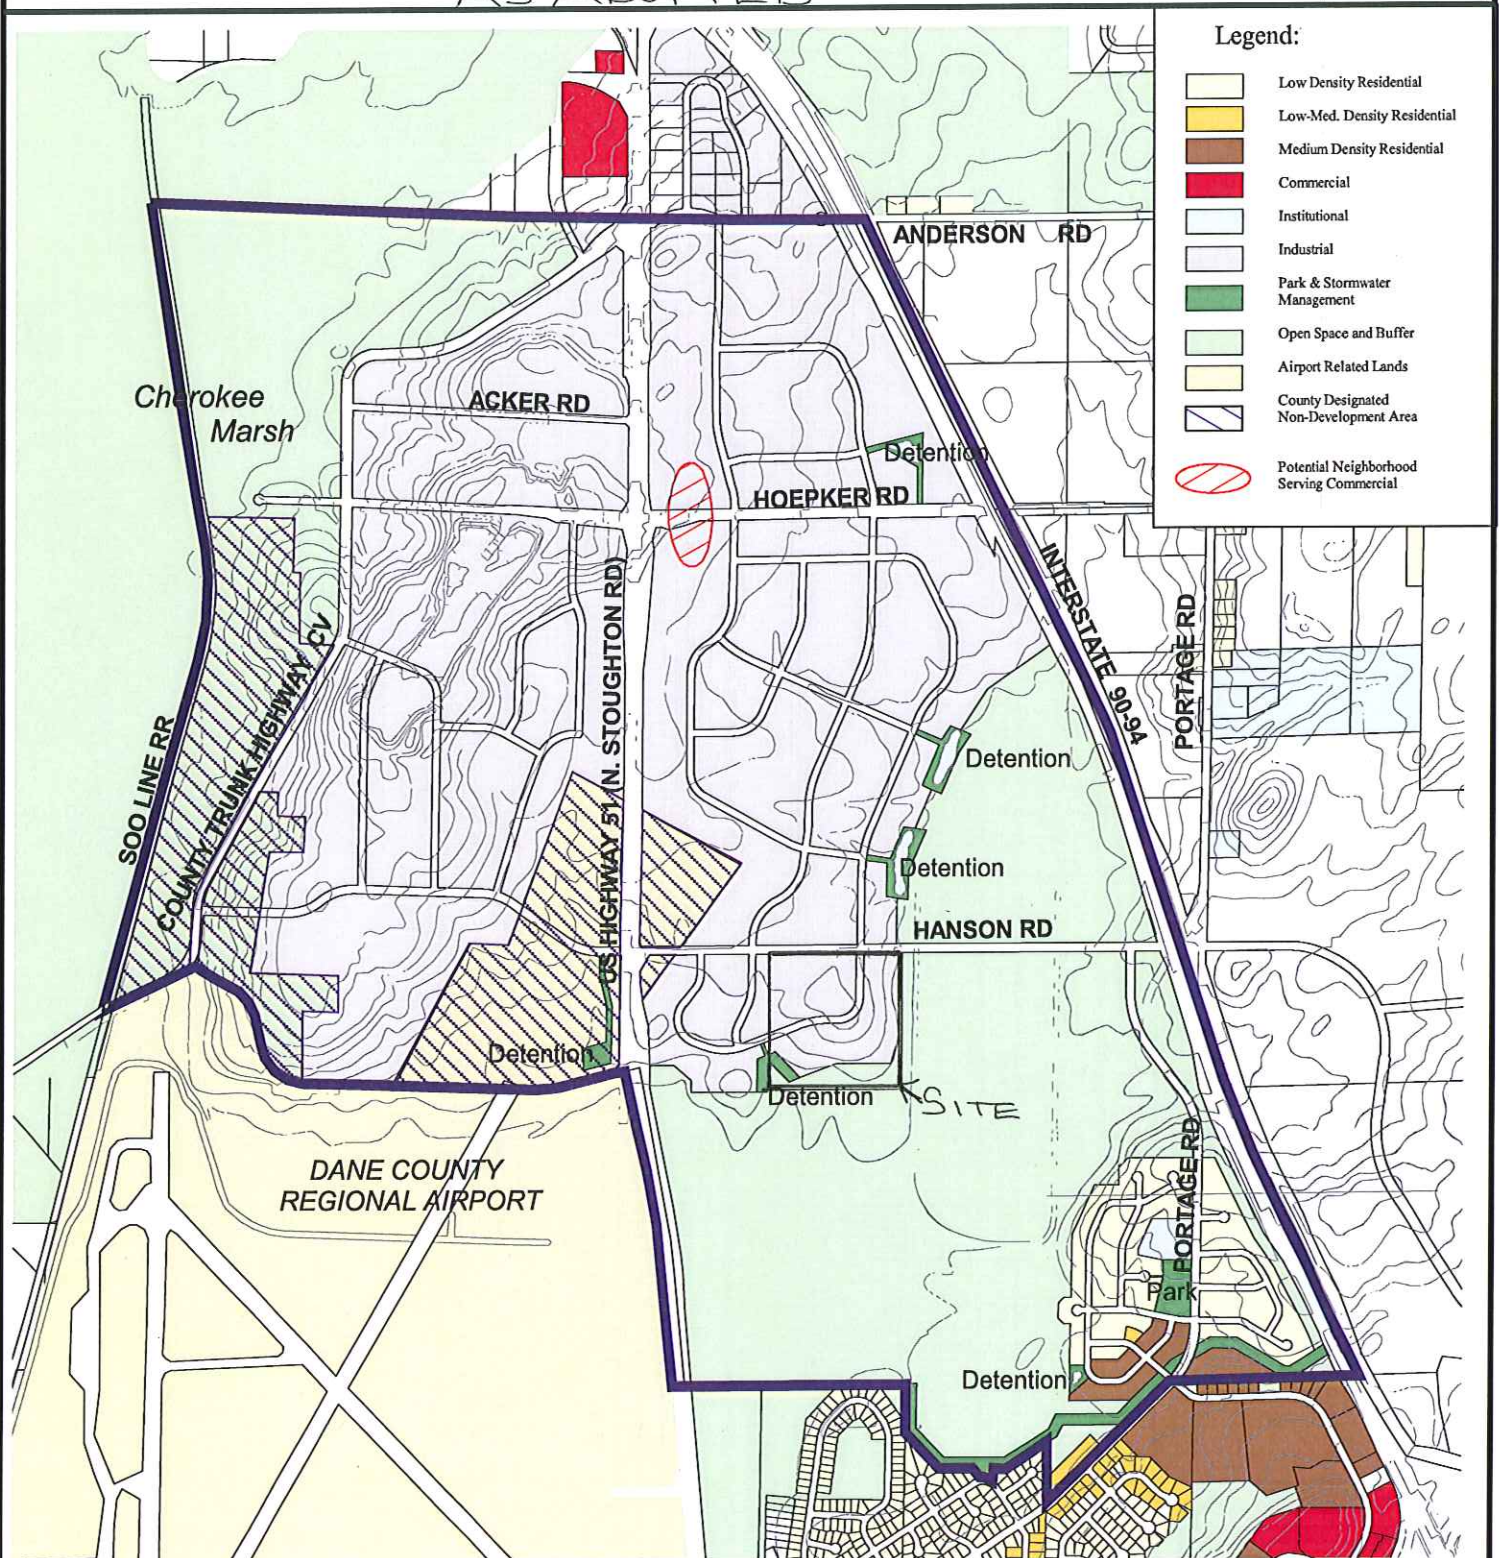 AS ADOPTED
Legend:
Low Density Residential
Low-Med. Density Residential
Medium Density Residential
Commercial
Institutional
Industrial
Park & Stormwater
Management
Open Space and Buffer
Airport Related Lands
County Designated
Non-Development Area
Potential Neighborhood
Serving Commercial
ANDERSON RD
Cherokee
Marsh
ACKER RD
Detention
HOEPKER RD
INTERSTATE 90-94
PORTAGE RD
US HIGHWAY 51 (N. STOUGHTON RD)
COUNTY TRUNK HIGHWAY CV
SOO LINE RR
Detention
Detention
HANSON RD
Detention
Detention
SITE
DANE COUNTY
REGIONAL AIRPORT
PORTAGE RD
Park
Detention